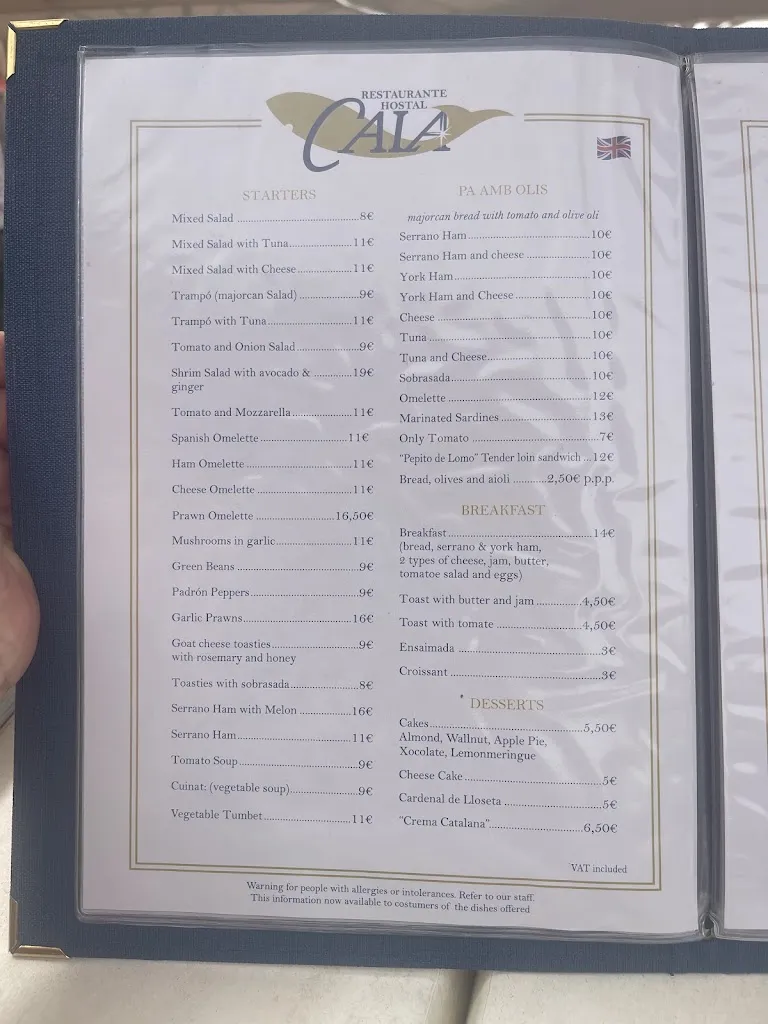 RESTAURANTE
HOSTAL
CALA
STARTERS
Mixed Salad ........ 8€
Mixed Salad with Tuna ........ 11€
Mixed Salad with Cheese ........ 11€
Trampó (majorcan Salad) ........ 9€
Trampó with Tuna ........ 11€
Tomato and Onion Salad ........ 9€
Shrim Salad with avocado & ........ 19€
ginger
Tomato and Mozzarella ........ 11€
Spanish Omelette ........ 11€
Ham Omelette ........ 11€
Cheese Omelette ........ 11€
Prawn Omelette ........ 16,50€
Mushrooms in garlic ........ 11€
Green Beans ........ 9€
Padrón Peppers ........ 9€
Garlic Prawns ........ 16€
Goat cheese toasties ........ 9€
with rosemary and honey
Toasties with sobrasada ........ 8€
Serrano Ham with Melon ........ 16€
Serrano Ham ........ 11€
Tomato Soup ........ 9€
Cuinat: (vegetable soup) ........ 9€
Vegetable Tumbet ........ 11€
PA AMB OLIS
majorcan bread with tomato and olive oli
Serrano Ham ........ 10€
Serrano Ham and cheese ........ 10€
York Ham ........ 10€
York Ham and Cheese ........ 10€
Cheese ........ 10€
Tuna ........ 10€
Tuna and Cheese ........ 10€
Sobrasada ........ 10€
Omelette ........ 12€
Marinated Sardines ........ 13€
Only Tomato ........ 7€
"Pepito de Lomo" Tender loin sandwich ... 12€
Bread, olives and aioli ........ 2,50€ p.p.p.
BREAKFAST
Breakfast ........ 14€
(bread, serrano & york ham,
2 types of cheese, jam, butter,
tomatoe salad and eggs)
Toast with butter and jam ........ 4,50€
Toast with tomate ........ 4,50€
Ensaimada ........ 3€
Croissant ........ 3€
DESSERTS
Cakes ........ 5,50€
Almond, Wallnut, Apple Pie,
Xocolate, Lemonmeringue
Cheese Cake ........ 5€
Cardenal de Lloseta ........ 5€
"Crema Catalana" ........ 6,50€
VAT included
Warning for people with allergies or intolerances. Refer to our staff.
This information now available to costumers of the dishes offered